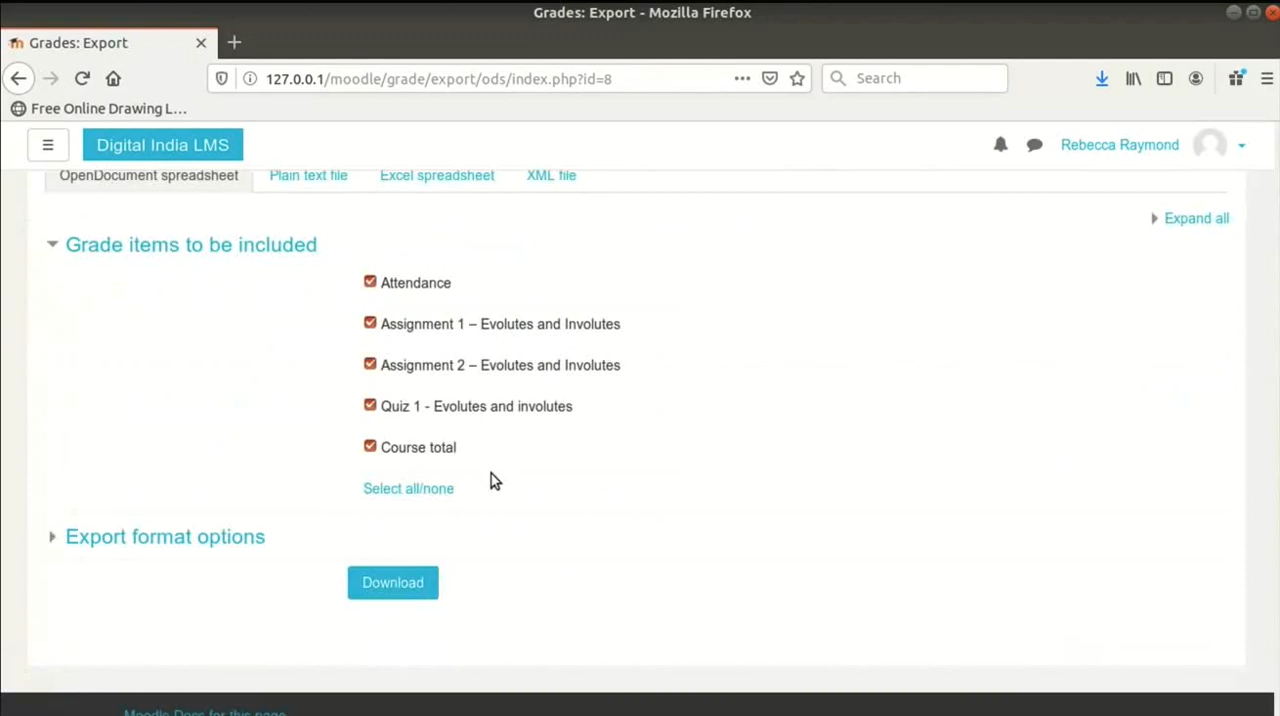 Grades: Export - Mozilla Firefox
Grades: Export
127.0.0.1/moodle/grade/export/ods/index.php?id=8
Search
Free Online Drawing L...
Digital India LMS
Rebecca Raymond
OpenDocument spreadsheet Plain text file Excel spreadsheet XML file
Expand all
Grade items to be included
Attendance
Assignment 1 – Evolutes and Involutes
Assignment 2 – Evolutes and Involutes
Quiz 1 - Evolutes and involutes
Course total
Select all/none
Export format options
Download
Moodle Docs for this page